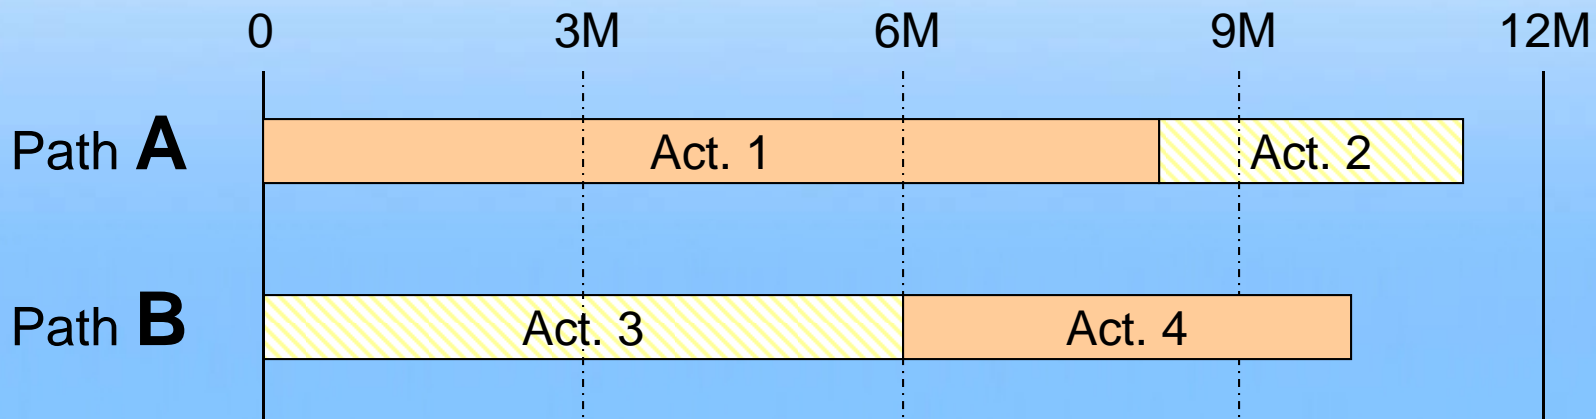 0 3M 6M 9M 12M
Path A Act. 1 Act. 2
Path B Act. 3 Act. 4